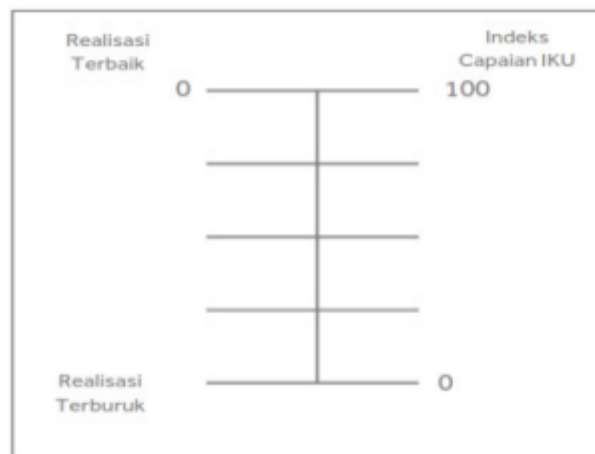 Realisasi
Terbaik
Indeks
Capaian IKU
0
100
Realisasi
Terburuk
0